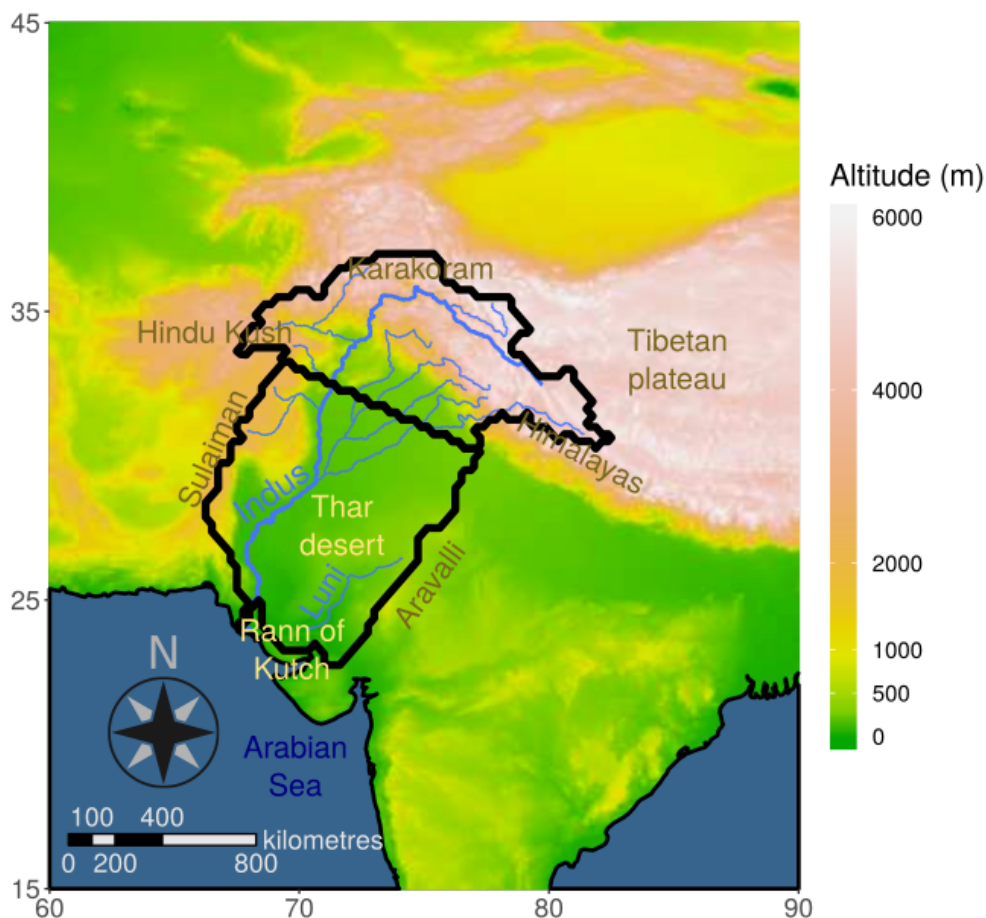 45
35
25
15
60
70
80
90
Karakoram
Hindu Kush
Tibetan
plateau
Sulaiman
Himalayas
Indus
Thar
desert
Luni
Aravalli
Rann of
Kutch
N
Arabian
Sea
100 400
kilometres
0 200 800
Altitude (m)
6000
4000
2000
1000
500
0